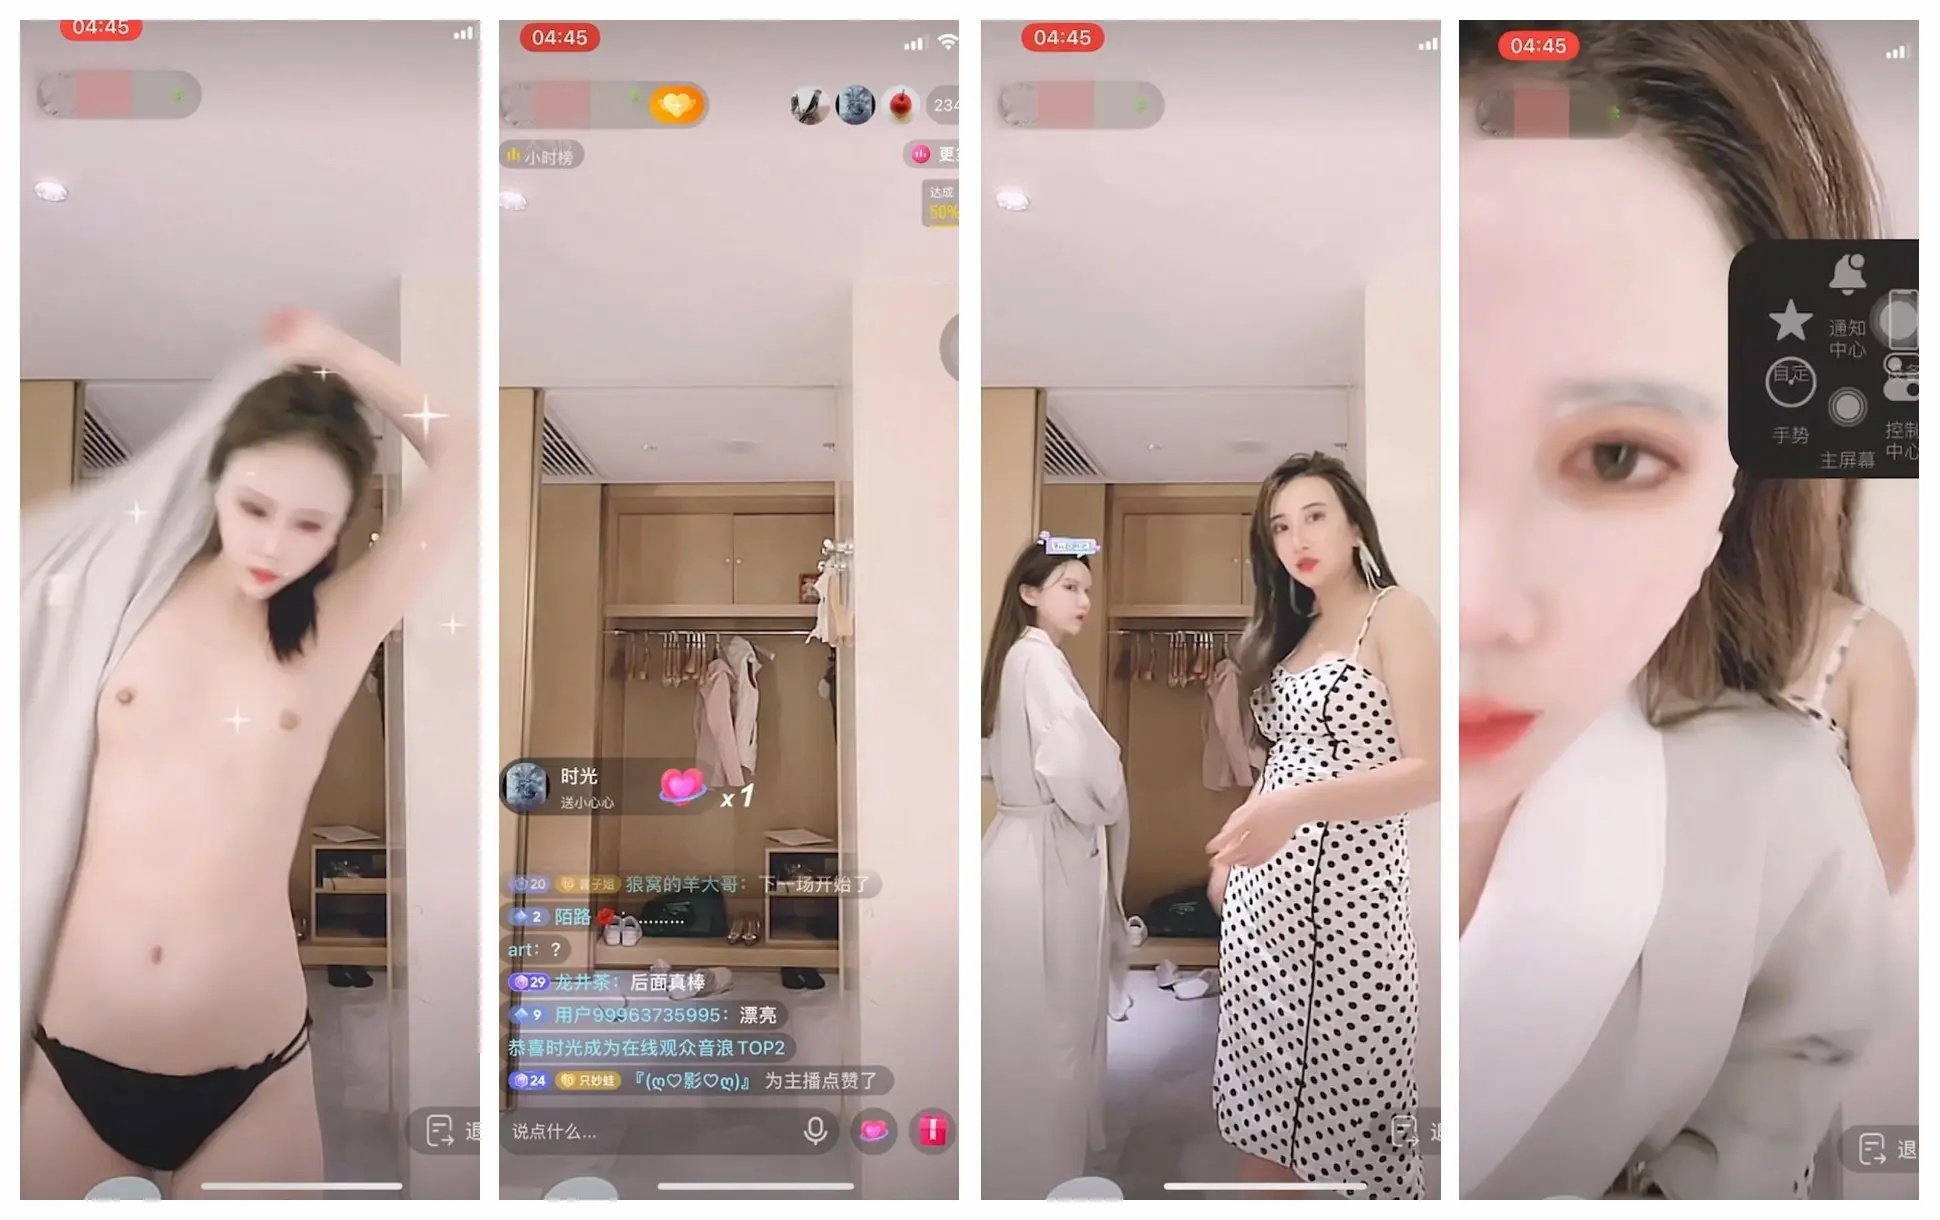 04:45
退
04:45
234
小时榜
达成
50%
时光
送小心心
x1
20 狼窝的羊大哥：下一场开始了
2 陌路：.........
art：?
29 龙井茶：后面真棒
9 用户99963735995：漂亮
恭喜时光成为在线观众音浪TOP2
24 只妙蛙 『(ღ♡影♡ღ)』 为主播点赞了
说点什么...
04:45
04:45
通知
中心
自定
手势
主屏幕
控制
中心
退